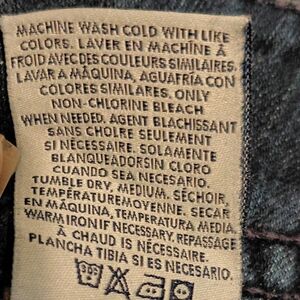 MACHINE WASH COLD WITH LIKE
COLORS. LAVER EN MACHINE À
FROID AVEC DES COULEURS SIMILAIRES.
LAVAR A MÁQUINA, AGUAFRÍA CON
COLORES SIMILARES. ONLY
NON-CHLORINE BLEACH
WHEN NEEDED. AGENT BLACHISSANT
SANS CHOLRE SEULEMENT
SI NÉCESSAIRE. SOLAMENTE
BLANQUEADORSIN CLORO
CUANDO SEA NECESARIO.
TUMBLE DRY, MEDIUM. SÉCHOIR,
TEMPÉRATUREMOYENNE. SECAR
EN MÁQUINA, TEMPERATURA MEDIA.
WARM IRON IF NECESSARY, REPASSAGE
À CHAUD IS NÉCESSAIRE.
PLANCHA TIBIA SI ES NECESARIO.